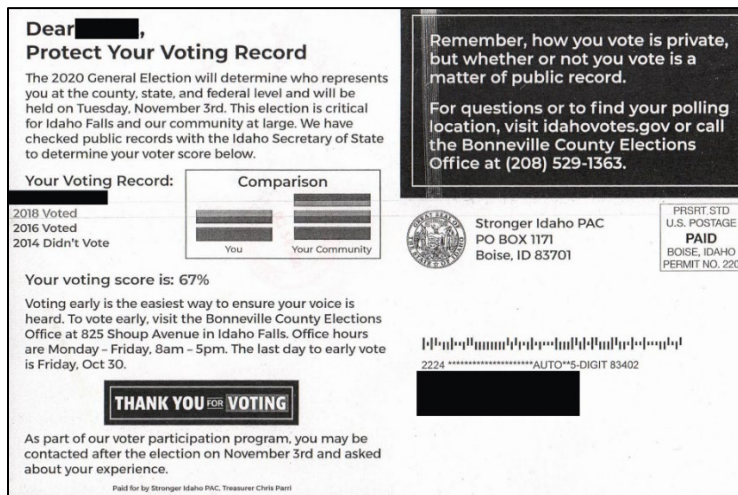 Dear
Protect Your Voting Record
The 2020 General Election will determine who represents
you at the county, state, and federal level and will be
held on Tuesday, November 3rd. This election is critical
for Idaho Falls and our community at large. We have
checked public records with the Idaho Secretary of State
to determine your voter score below.
Your Voting Record:
2018 Voted
2016 Voted
2014 Didn't Vote
Comparison
You
Your Community
Your voting score is: 67%
Voting early is the easiest way to ensure your voice is
heard. To vote early, visit the Bonneville County Elections
Office at 825 Shoup Avenue in Idaho Falls. Office hours
are Monday – Friday, 8am – 5pm. The last day to early vote
is Friday, Oct 30.
THANK YOU FOR VOTING
As part of our voter participation program, you may be
contacted after the election on November 3rd and asked
about your experience.
Paid for by Stronger Idaho PAC, Treasurer Chris Parri
Remember, how you vote is private,
but whether or not you vote is a
matter of public record.
For questions or to find your polling
location, visit idahovotes.gov or call
the Bonneville County Elections
Office at (208) 529-1363.
Stronger Idaho PAC
PO BOX 1171
Boise, ID 83701
PRSRT STD
U.S. POSTAGE
PAID
BOISE, IDAHO
PERMIT NO. 220
2224 *********************AUTO**5-DIGIT 83402